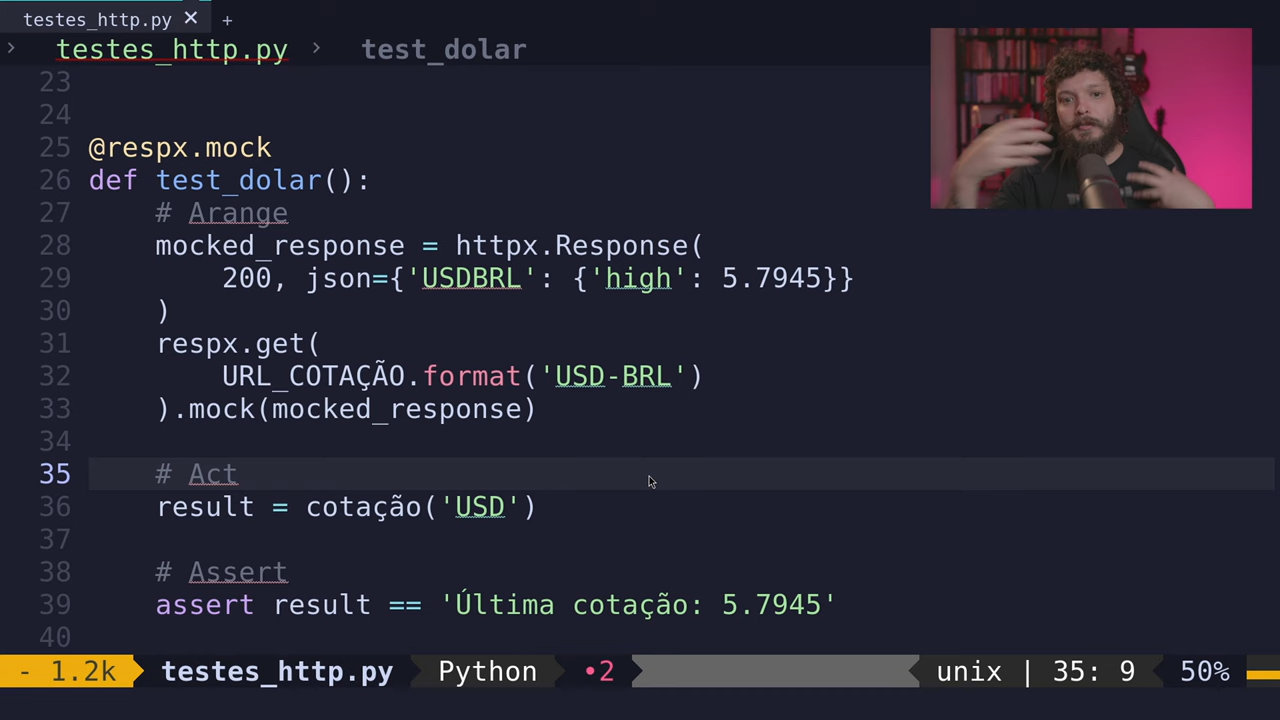 testes_http.py ✕ +
> testes_http.py > test_dolar
23
24
25 @respx.mock
26 def test_dolar():
27     # Arange
28     mocked_response = httpx.Response(
29         200, json={'USDBRL': {'high': 5.7945}}
30     )
31     respx.get(
32         URL_COTAÇÃO.format('USD-BRL')
33     ).mock(mocked_response)
34
35     # Act
36     result = cotação('USD')
37
38     # Assert
39     assert result == 'Última cotação: 5.7945'
40
- 1.2k testes_http.py Python •2 unix | 35: 9 50%